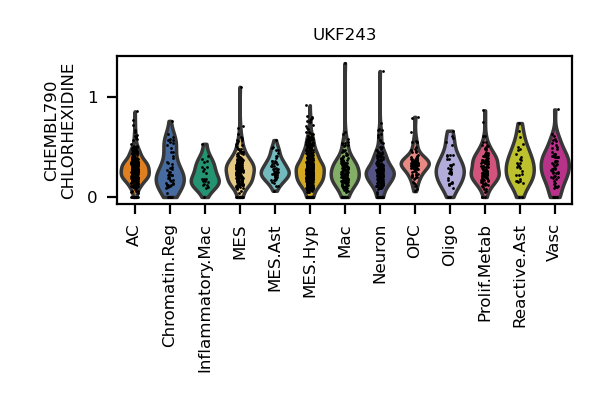 UKF243
CHEMBL790
CHLORHEXIDINE
1
0
AC
Chromatin.Reg
Inflammatory.Mac
MES
MES.Ast
MES.Hyp
Mac
Neuron
OPC
Oligo
Prolif.Metab
Reactive.Ast
Vasc